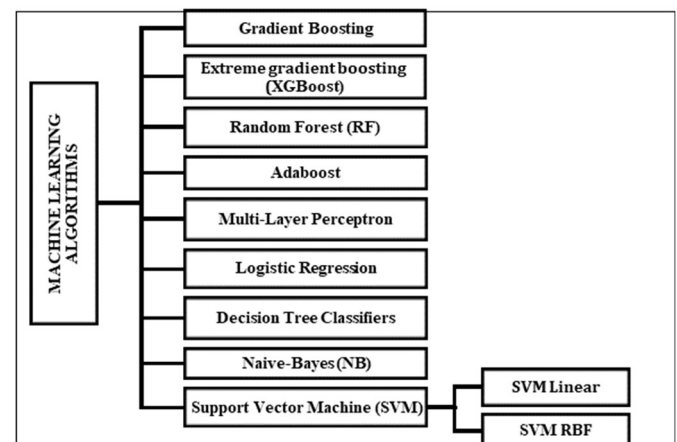 MACHINE LEARNING
ALGORITHMS
Gradient Boosting
Extreme gradient boosting
(XGBoost)
Random Forest (RF)
Adaboost
Multi-Layer Perceptron
Logistic Regression
Decision Tree Classifiers
Naive-Bayes (NB)
Support Vector Machine (SVM)
SVM Linear
SVM RBF